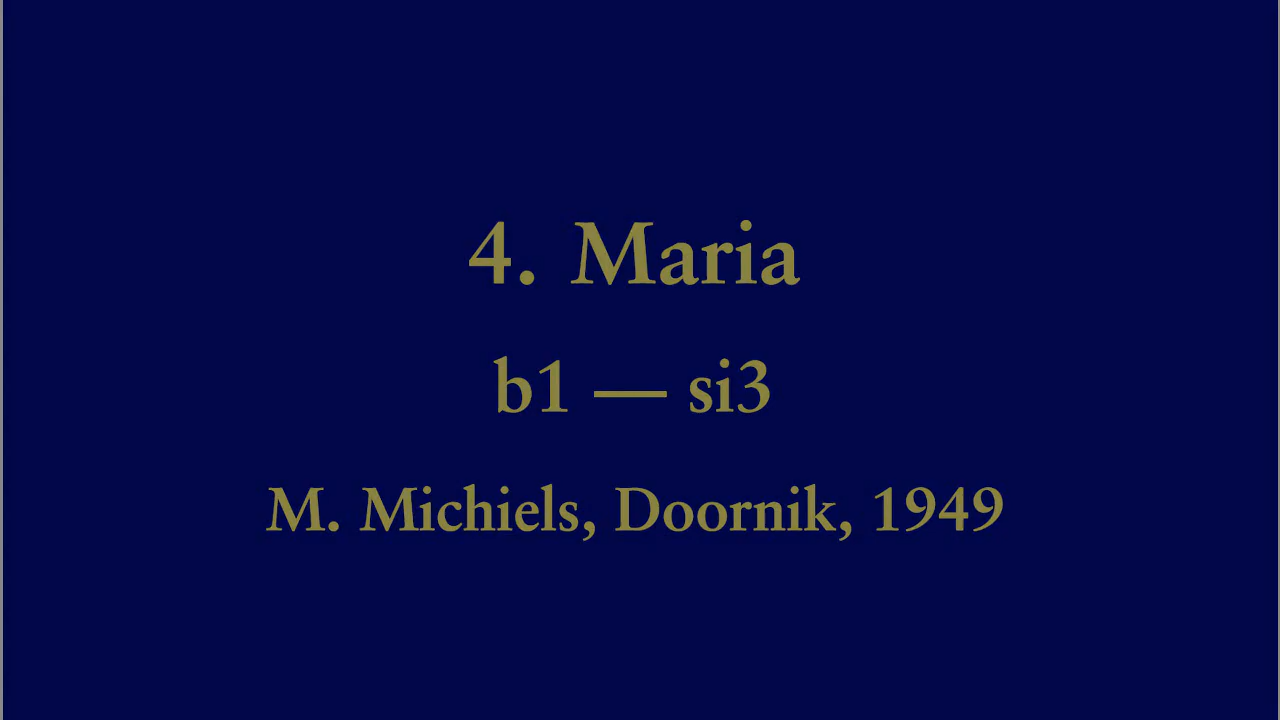 4. Maria
b1 — si3
M. Michiels, Doornik, 1949